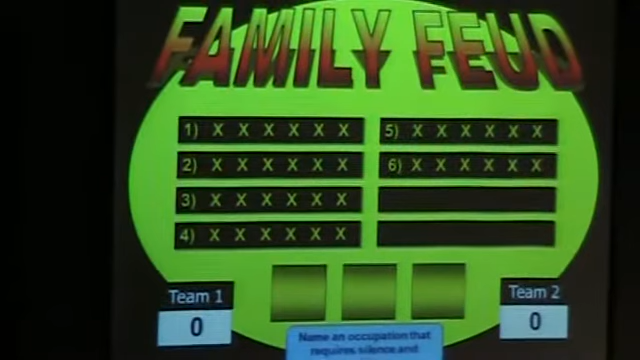 FAMILY FEUD
1) X X X X X X
2) X X X X X X
3) X X X X X X
4) X X X X X X
5) X X X X X X
6) X X X X X X
Team 1
0
Team 2
0
Name an occupation that
requires silence and